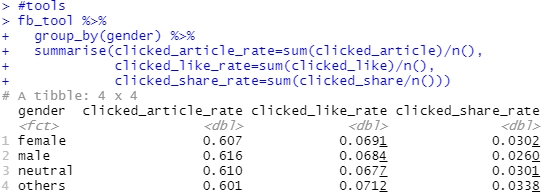 > #tools
> fb_tool %>%
+   group_by(gender) %>%
+   summarise(clicked_article_rate=sum(clicked_article)/n(),
+             clicked_like_rate=sum(clicked_like)/n(),
+             clicked_share_rate=sum(clicked_share/n()))
# A tibble: 4 x 4
  gender  clicked_article_rate clicked_like_rate clicked_share_rate
  <fct>                  <dbl>             <dbl>              <dbl>
1 female                 0.607            0.0691             0.0302
2 male                   0.616            0.0684             0.0260
3 neutral                0.610            0.0677             0.0301
4 others                 0.601            0.0712             0.0338